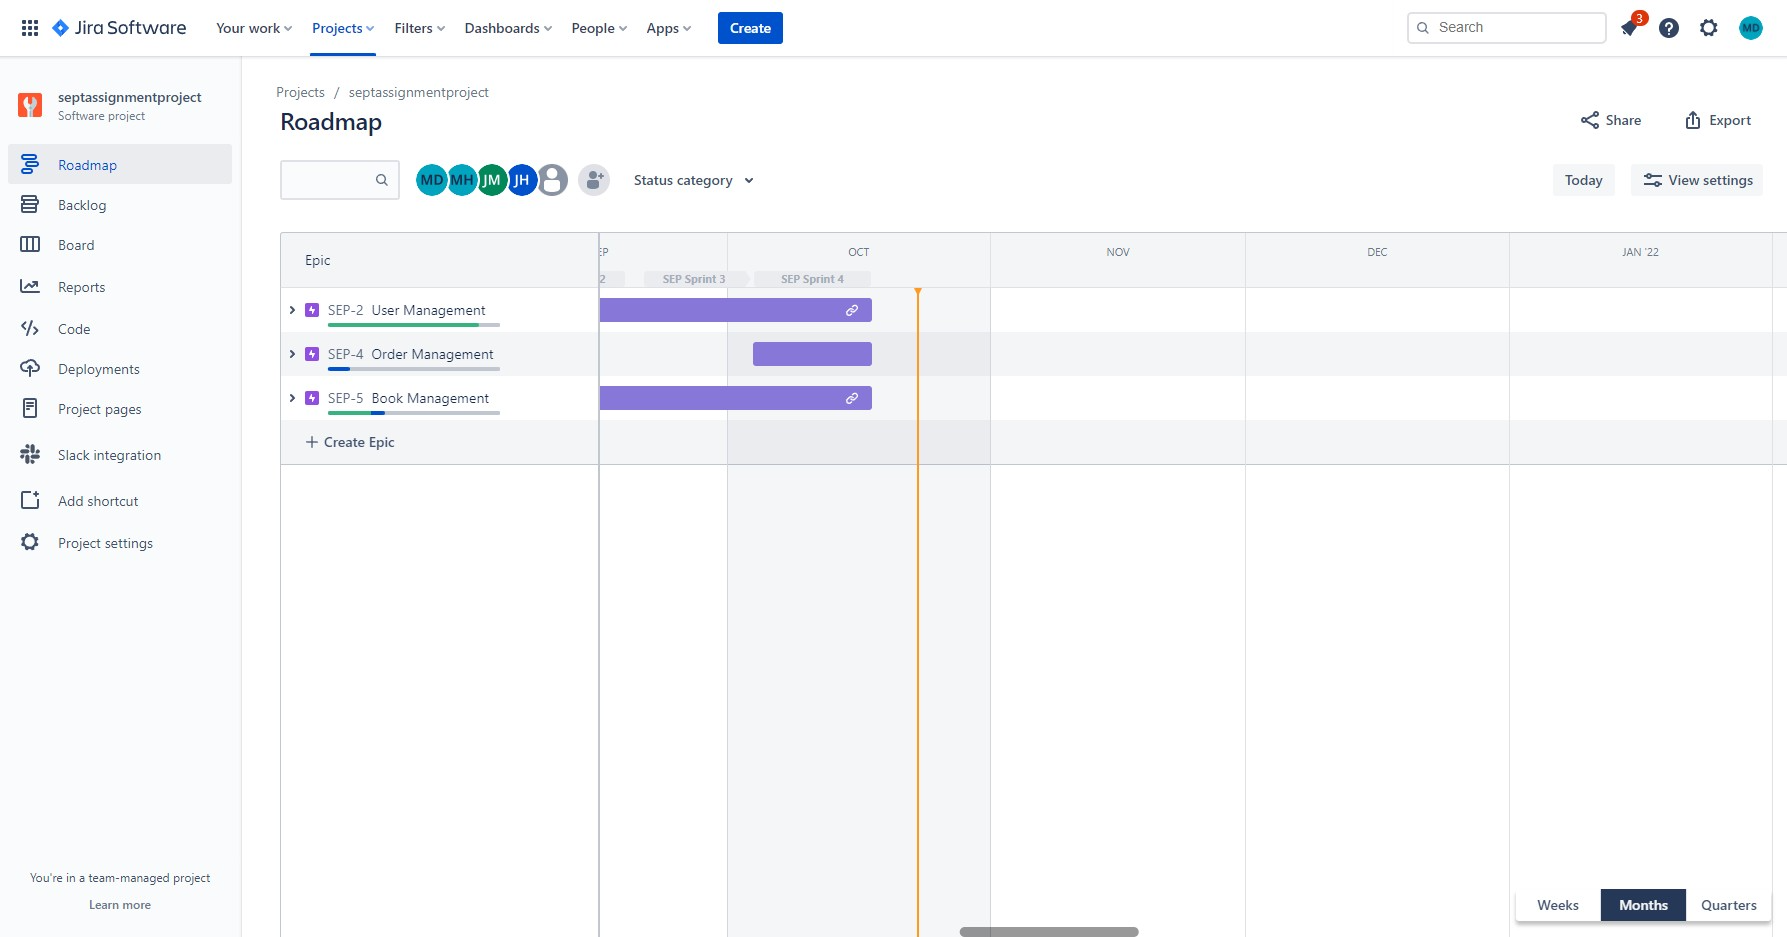 Jira Software
Your work
Projects
Filters
Dashboards
People
Apps
Create
Search
3
MD
septassignmentproject
Software project
Roadmap
Backlog
Board
Reports
Code
Deployments
Project pages
Slack integration
Add shortcut
Project settings
You're in a team-managed project
Learn more
Projects / septassignmentproject
Roadmap
Share
Export
MD MH JM JH
Status category
Today
View settings
Epic
EP OCT NOV DEC JAN '22
2 SEP Sprint 3 SEP Sprint 4
SEP-2 User Management
SEP-4 Order Management
SEP-5 Book Management
+ Create Epic
Weeks Months Quarters